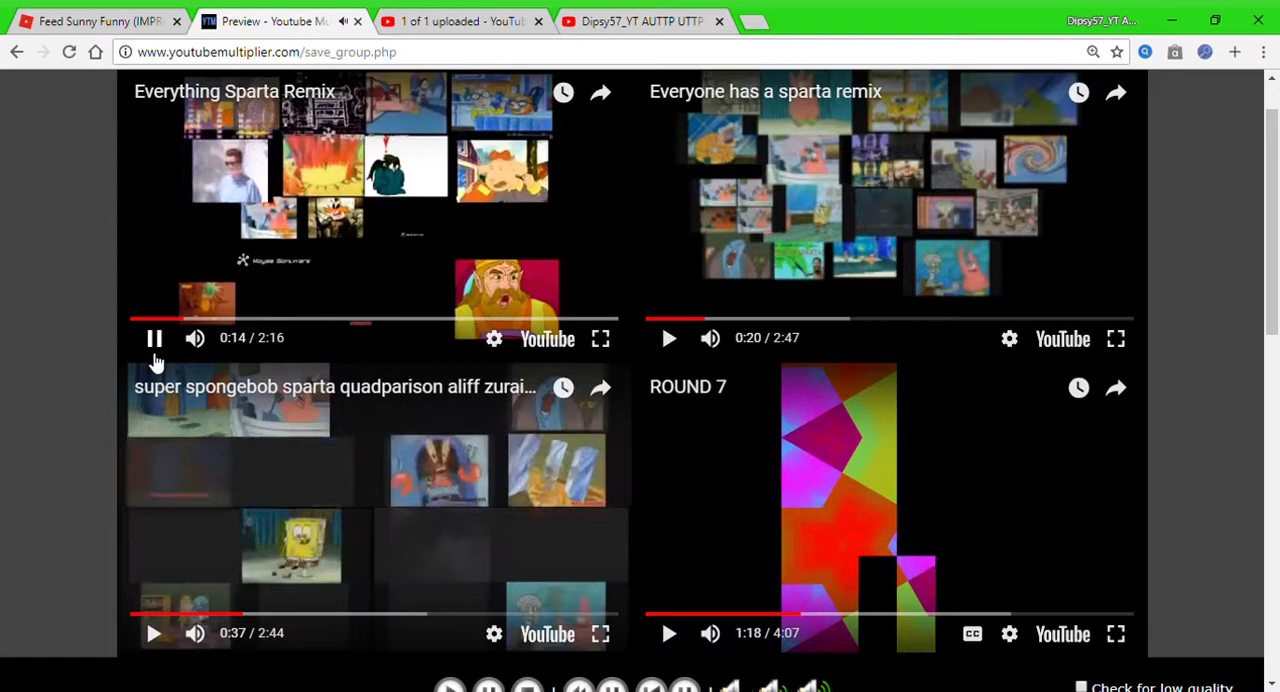 Feed Sunny Funny (IMPR
Preview - Youtube Mu
1 of 1 uploaded - YouTu
Dipsy57_YT AUTTP UTTP
Dipsy57_YT A...
www.youtubemultiplier.com/save_group.php
Everything Sparta Remix
Everyone has a sparta remix
Moyea Software
0:14 / 2:16
YouTube
0:20 / 2:47
YouTube
super spongebob sparta quadparison aliff zurai...
ROUND 7
0:37 / 2:44
YouTube
1:18 / 4:07
CC
YouTube
Check for low quality